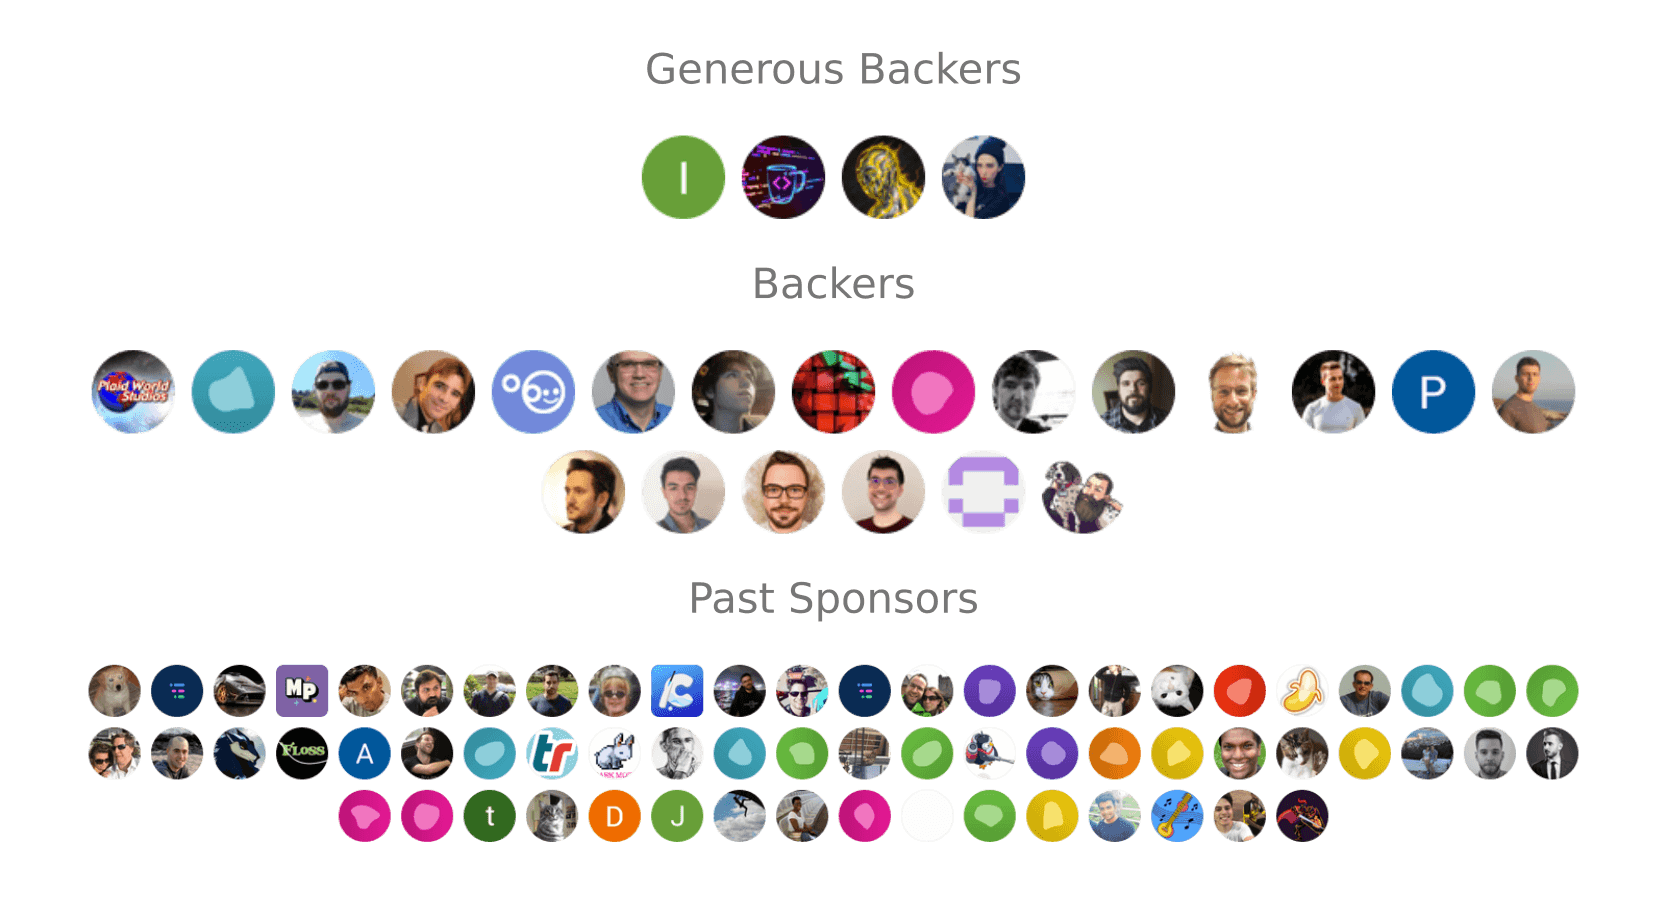 Generous Backers
I
Backers
Plaid World
Studios
P
Past Sponsors
MP
C
FLOSS
A
tr
t
D
J